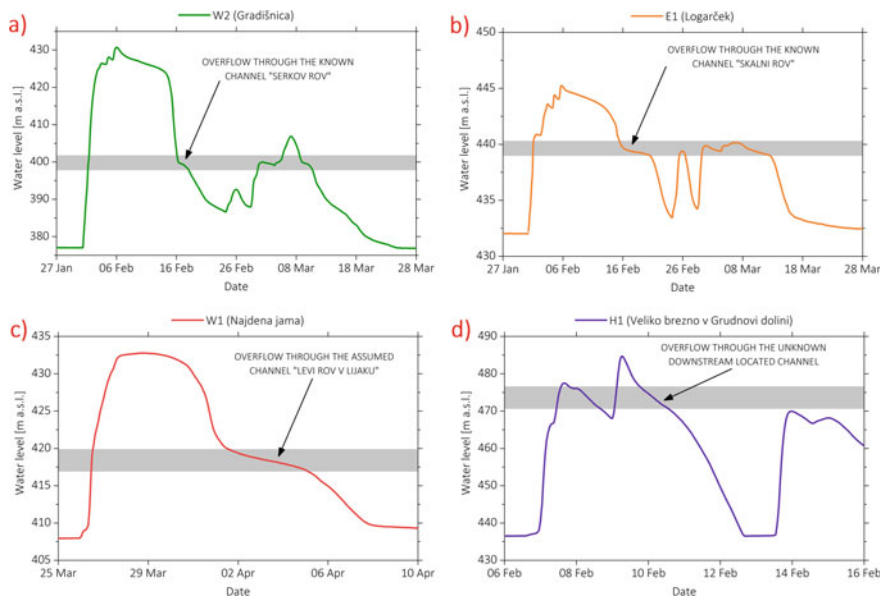 a)
W2 (Gradišnica)
OVERFLOW THROUGH THE KNOWN
CHANNEL "SERKOV ROV"
Water level [m a.s.l.]
430
420
410
400
390
380
27 Jan
06 Feb
16 Feb
26 Feb
08 Mar
18 Mar
28 Mar
Date
b)
E1 (Logarček)
OVERFLOW THROUGH THE KNOWN
CHANNEL "SKALNI ROV"
Water level [m a.s.l.]
445
440
435
430
27 Jan
06 Feb
16 Feb
26 Feb
08 Mar
18 Mar
28 Mar
Date
c)
W1 (Najdena jama)
OVERFLOW THROUGH THE ASSUMED
CHANNEL "LEVI ROV V LIJAKU"
Water level [m a.s.l.]
435
430
425
420
415
410
405
25 Mar
29 Mar
02 Apr
06 Apr
10 Apr
Date
d)
H1 (Veliko brezno v Grudnovi dolini)
OVERFLOW THROUGH THE UNKNOWN
DOWNSTREAM LOCATED CHANNEL
Water level [m a.s.l.]
490
480
470
460
450
440
430
06 Feb
08 Feb
10 Feb
12 Feb
14 Feb
16 Feb
Date